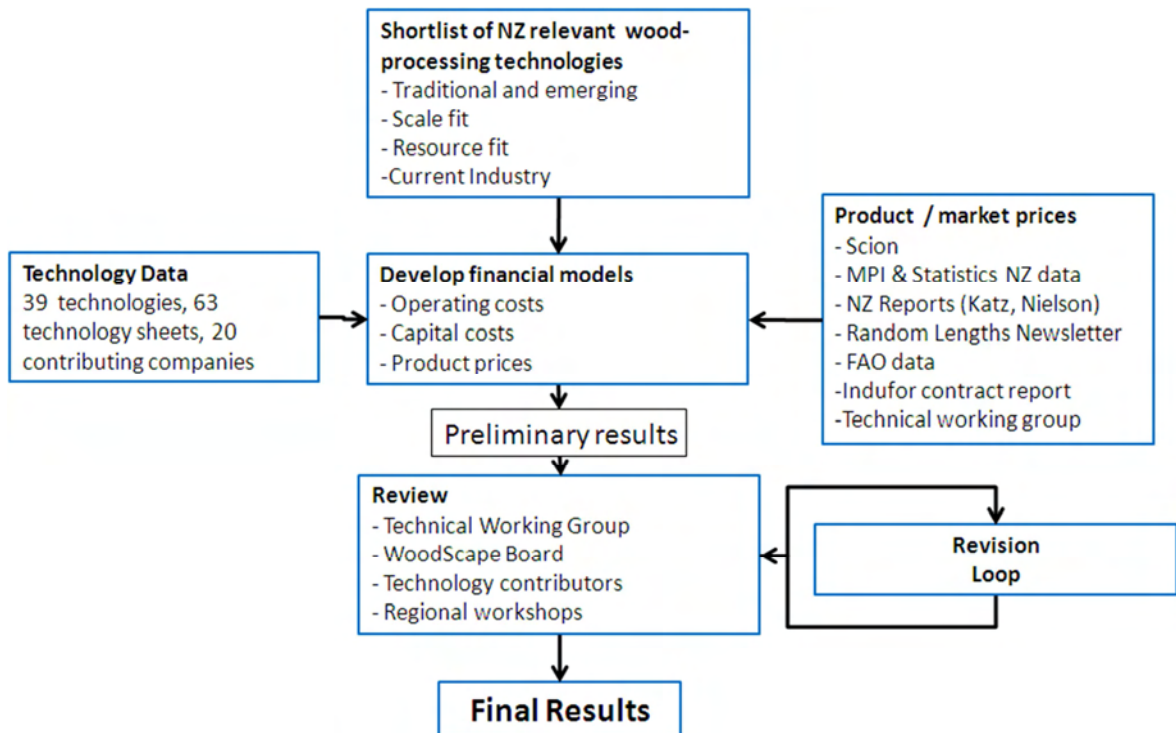 Shortlist of NZ relevant wood-
processing technologies
- Traditional and emerging
- Scale fit
- Resource fit
-Current Industry
Technology Data
39 technologies, 63
technology sheets, 20
contributing companies
Develop financial models
- Operating costs
- Capital costs
- Product prices
Product / market prices
- Scion
- MPI & Statistics NZ data
- NZ Reports (Katz, Nielson)
- Random Lengths Newsletter
- FAO data
-Indufor contract report
-Technical working group
Preliminary results
Review
- Technical Working Group
- WoodScape Board
- Technology contributors
- Regional workshops
Revision
Loop
Final Results